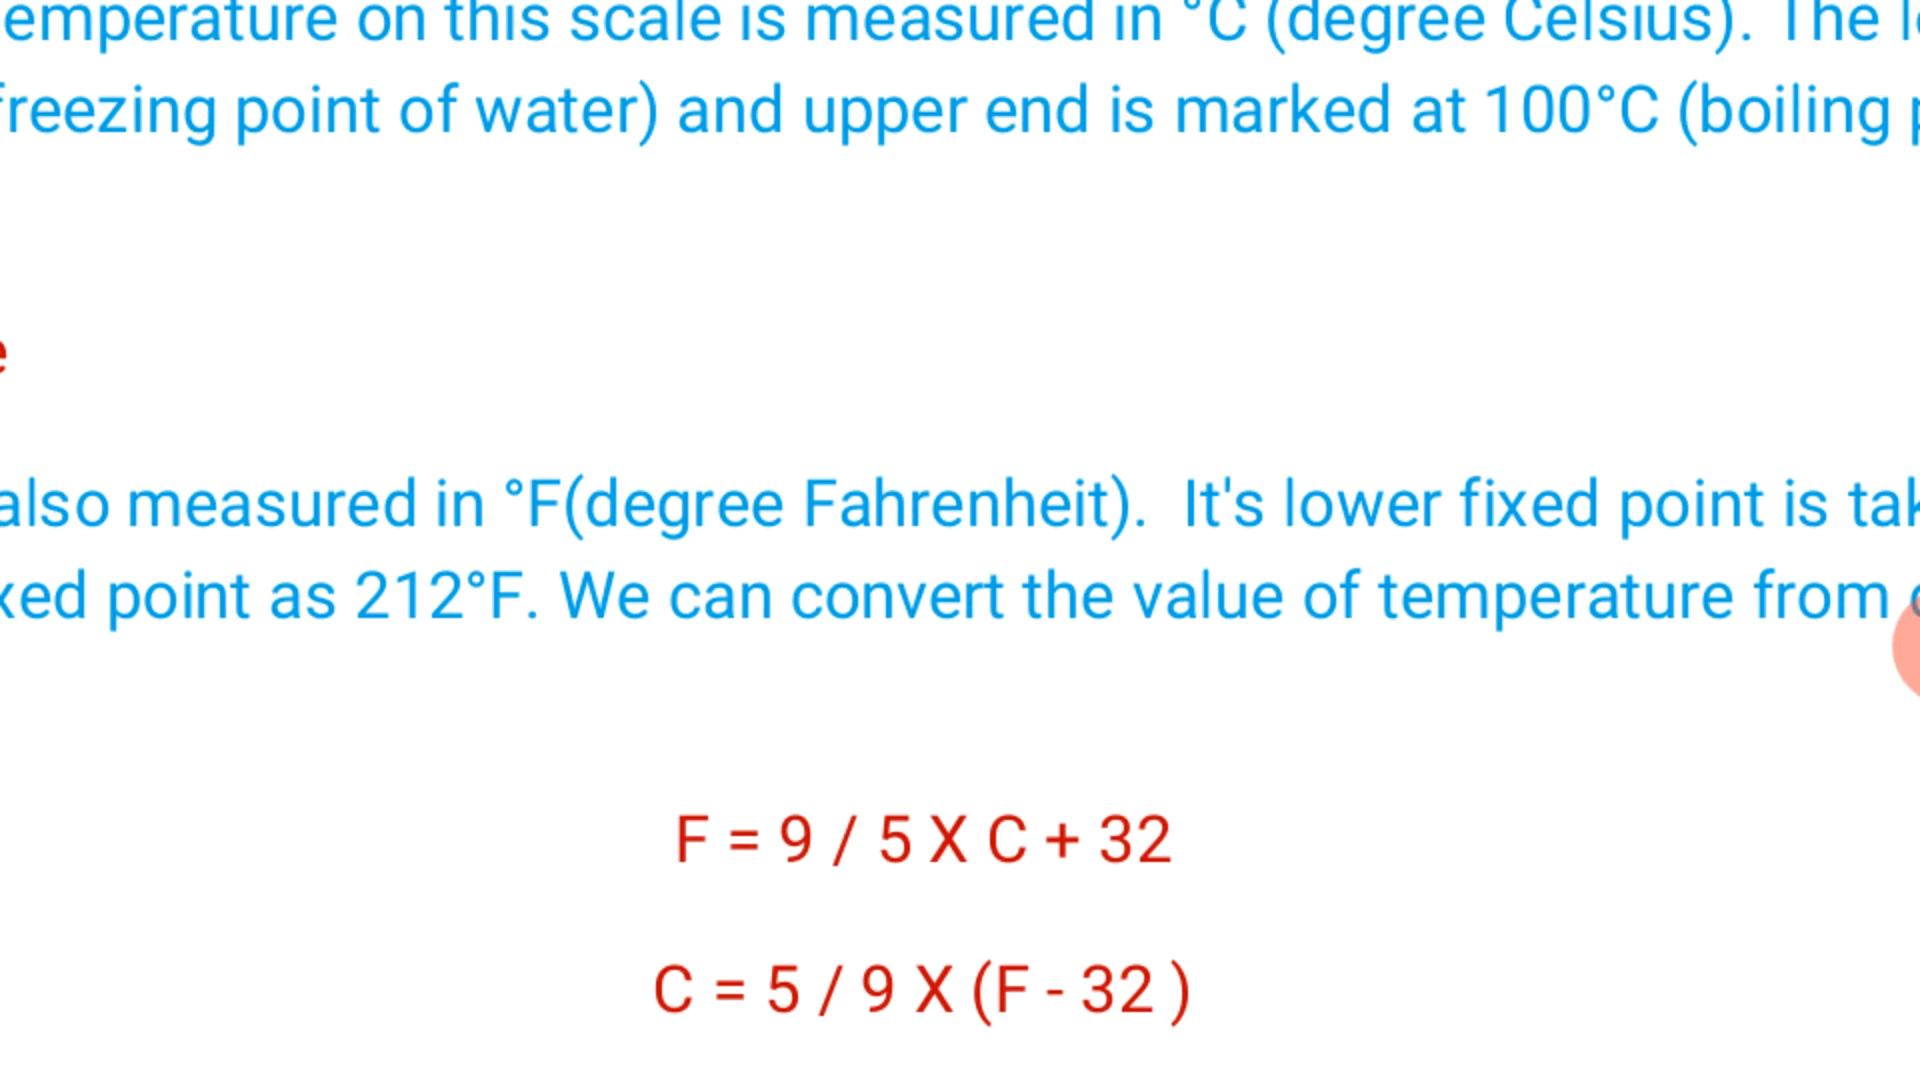 emperature on this scale is measured in °C (degree Celsius). The
freezing point of water) and upper end is marked at 100°C (boiling
e
also measured in °F(degree Fahrenheit). It's lower fixed point is tak
xed point as 212°F. We can convert the value of temperature from
F = 9 / 5 X C + 32
C = 5 / 9 X (F - 32 )